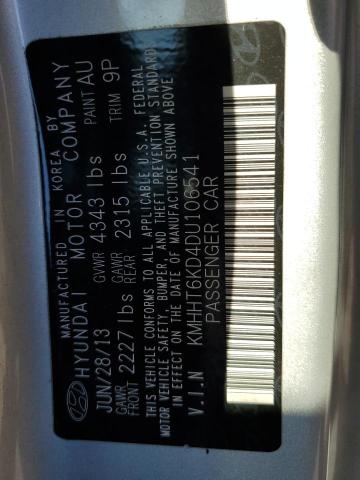 MANUFACTURED IN KOREA BY
HYUNDAI MOTOR COMPANY
JUN/28/13 GVWR 4343 lbs PAINT AU
GAWR FRONT 2227 lbs GAWR REAR 2315 lbs TRIM 9P
THIS VEHICLE CONFORMS TO ALL APPLICABLE U.S.A. FEDERAL
MOTOR VEHICLE SAFETY, BUMPER, AND THEFT PREVENTION STANDARDS
IN EFFECT ON THE DATE OF MANUFACTURE SHOWN ABOVE
V.I.N KMHHT6KD4DU106541
PASSENGER CAR